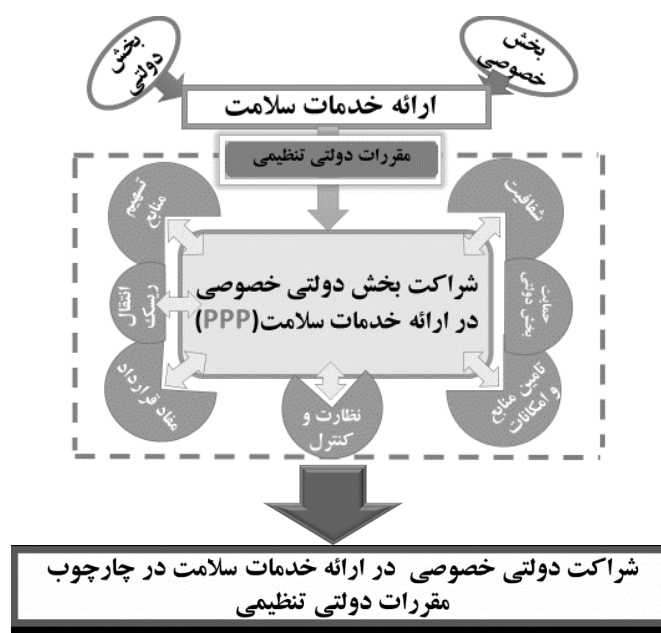 بخش
دولتی
بخش
خصوصی
ارائه خدمات سلامت
مقررات دولتی تنظیمی
تسهیم
منابع
شفافیت
انتقال
ریسک
شراکت بخش دولتی خصوصی
در ارائه خدمات سلامت(PPP)
حمایت
بخش دولتی
مفاد قرارداد
نظارت و
کنترل
تامین منابع
و امکانات
شراکت دولتی خصوصی در ارائه خدمات سلامت در چارچوب
مقررات دولتی تنظیمی